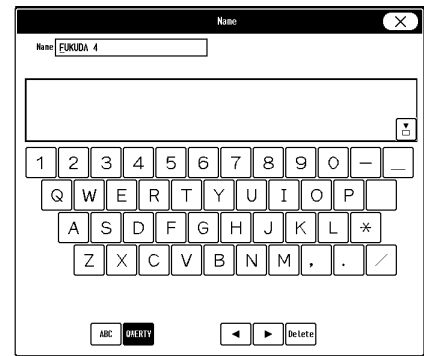 Name
Name FUKUDA 4
1 2 3 4 5 6 7 8 9 0 - _
Q W E R T Y U I O P
A S D F G H J K L *
Z X C V B N M , . /
ABC QWERTY Delete